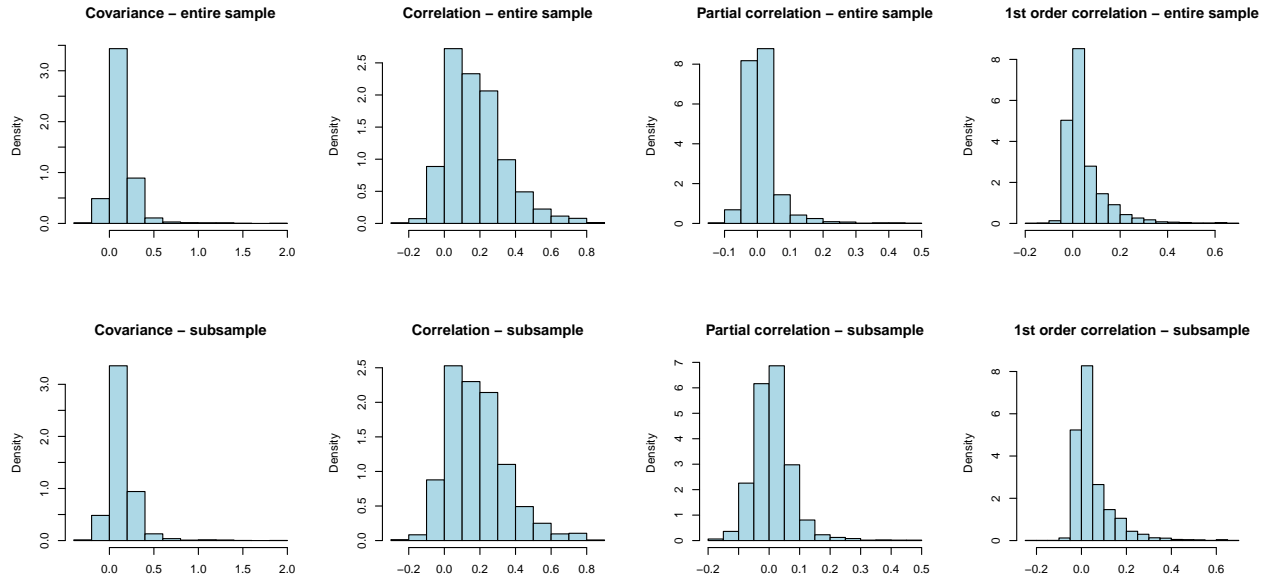 Covariance − entire sample
Density
0.0 1.0 2.0 3.0
0.0 0.5 1.0 1.5 2.0
Correlation − entire sample
Density
0.0 0.5 1.0 1.5 2.0 2.5
−0.2 0.0 0.2 0.4 0.6 0.8
Partial correlation − entire sample
Density
0 2 4 6 8
−0.1 0.0 0.1 0.2 0.3 0.4 0.5
1st order correlation − entire sample
Density
0 2 4 6 8
−0.2 0.0 0.2 0.4 0.6
Covariance − subsample
Density
0.0 1.0 2.0 3.0
0.0 0.5 1.0 1.5 2.0
Correlation − subsample
Density
0.0 0.5 1.0 1.5 2.0 2.5
−0.2 0.0 0.2 0.4 0.6 0.8
Partial correlation − subsample
Density
0 1 2 3 4 5 6 7
−0.2 0.0 0.1 0.2 0.3 0.4 0.5
1st order correlation − subsample
Density
0 2 4 6 8
−0.2 0.0 0.2 0.4 0.6